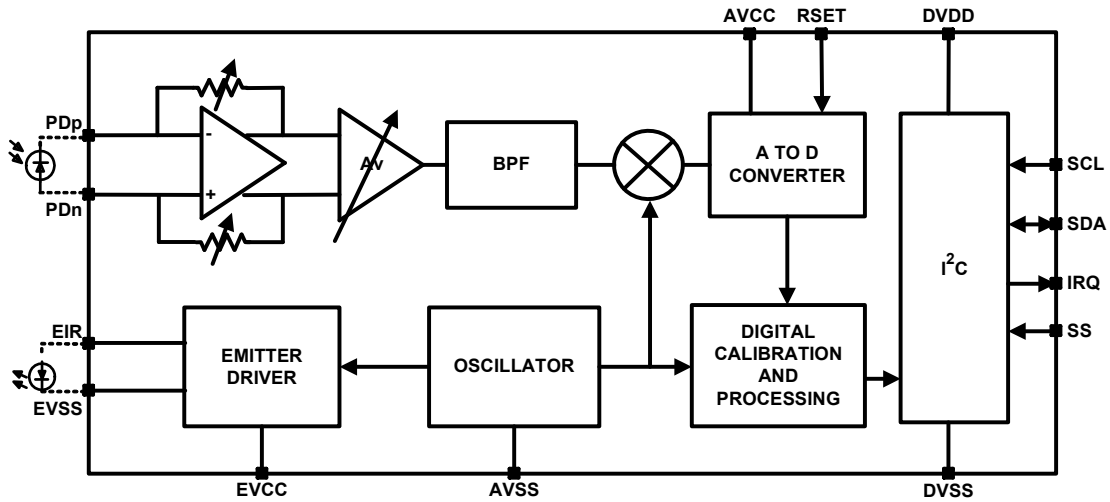 AVCC
RSET
DVDD
PDp
-
Av
BPF
A TO D
CONVERTER
SCL
PDn
+
SDA
I²C
IRQ
EIR
EMITTER
DRIVER
OSCILLATOR
DIGITAL
CALIBRATION
AND
PROCESSING
SS
EVSS
EVCC
AVSS
DVSS